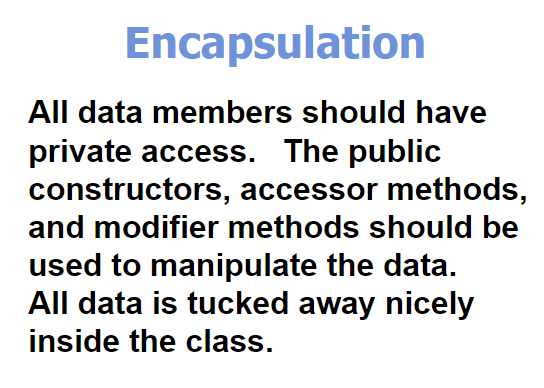 Encapsulation
All data members should have
private access.   The public
constructors, accessor methods,
and modifier methods should be
used to manipulate the data.
All data is tucked away nicely
inside the class.